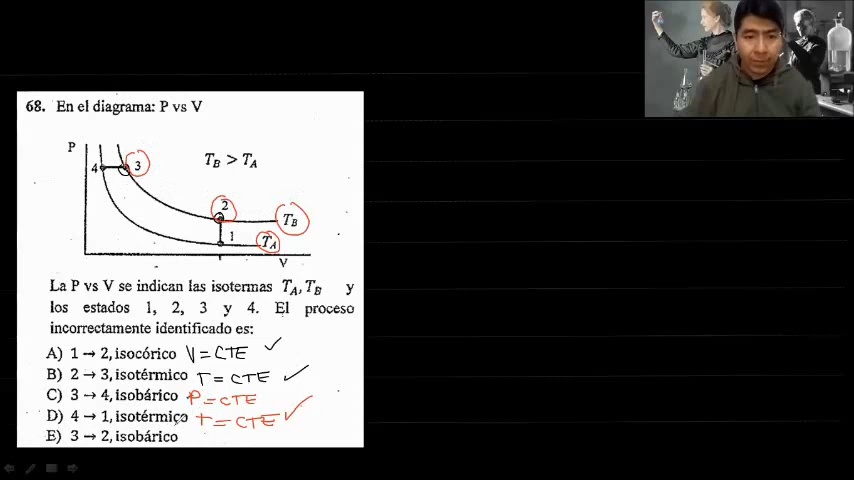 68. En el diagrama: P vs V
P
4
3
T_B > T_A
2
T_B
1
T_A
V
La P vs V se indican las isotermas T_A, T_B y
los estados 1, 2, 3 y 4. El proceso
incorrectamente identificado es:
A) 1 → 2, isocórico V = CTE ✓
B) 2 → 3, isotérmico T = CTE ✓
C) 3 → 4, isobárico P = CTE
D) 4 → 1, isotérmico T = CTE ✓
E) 3 → 2, isobárico